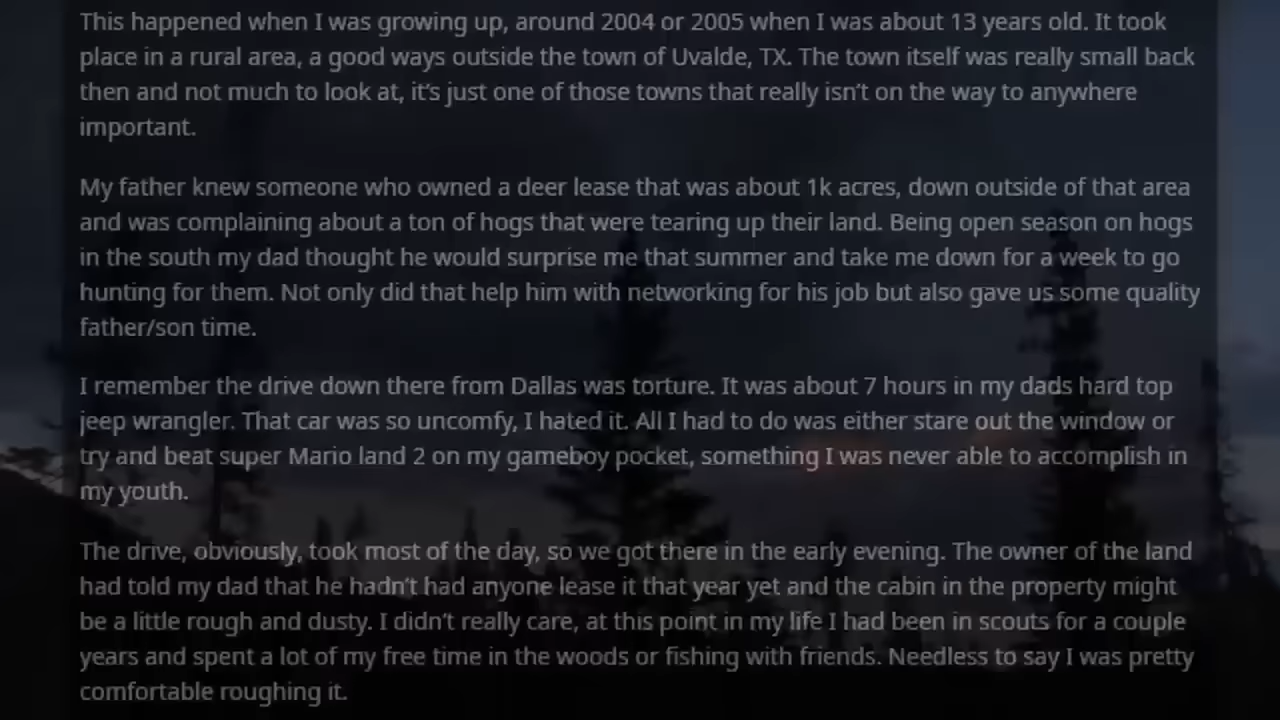 This happened when I was growing up, around 2004 or 2005 when I was about 13 years old. It took
place in a rural area, a good ways outside the town of Uvalde, TX. The town itself was really small back
then and not much to look at, it's just one of those towns that really isn't on the way to anywhere
important.
My father knew someone who owned a deer lease that was about 1k acres, down outside of that area
and was complaining about a ton of hogs that were tearing up their land. Being open season on hogs
in the south my dad thought he would surprise me that summer and take me down for a week to go
hunting for them. Not only did that help him with networking for his job but also gave us some quality
father/son time.
I remember the drive down there from Dallas was torture. It was about 7 hours in my dads hard top
jeep wrangler. That car was so uncomfy, I hated it. All I had to do was either stare out the window or
try and beat super Mario land 2 on my gameboy pocket, something I was never able to accomplish in
my youth.
The drive, obviously, took most of the day, so we got there in the early evening. The owner of the land
had told my dad that he hadn't had anyone lease it that year yet and the cabin in the property might
be a little rough and dusty. I didn't really care, at this point in my life I had been in scouts for a couple
years and spent a lot of my free time in the woods or fishing with friends. Needless to say I was pretty
comfortable roughing it.